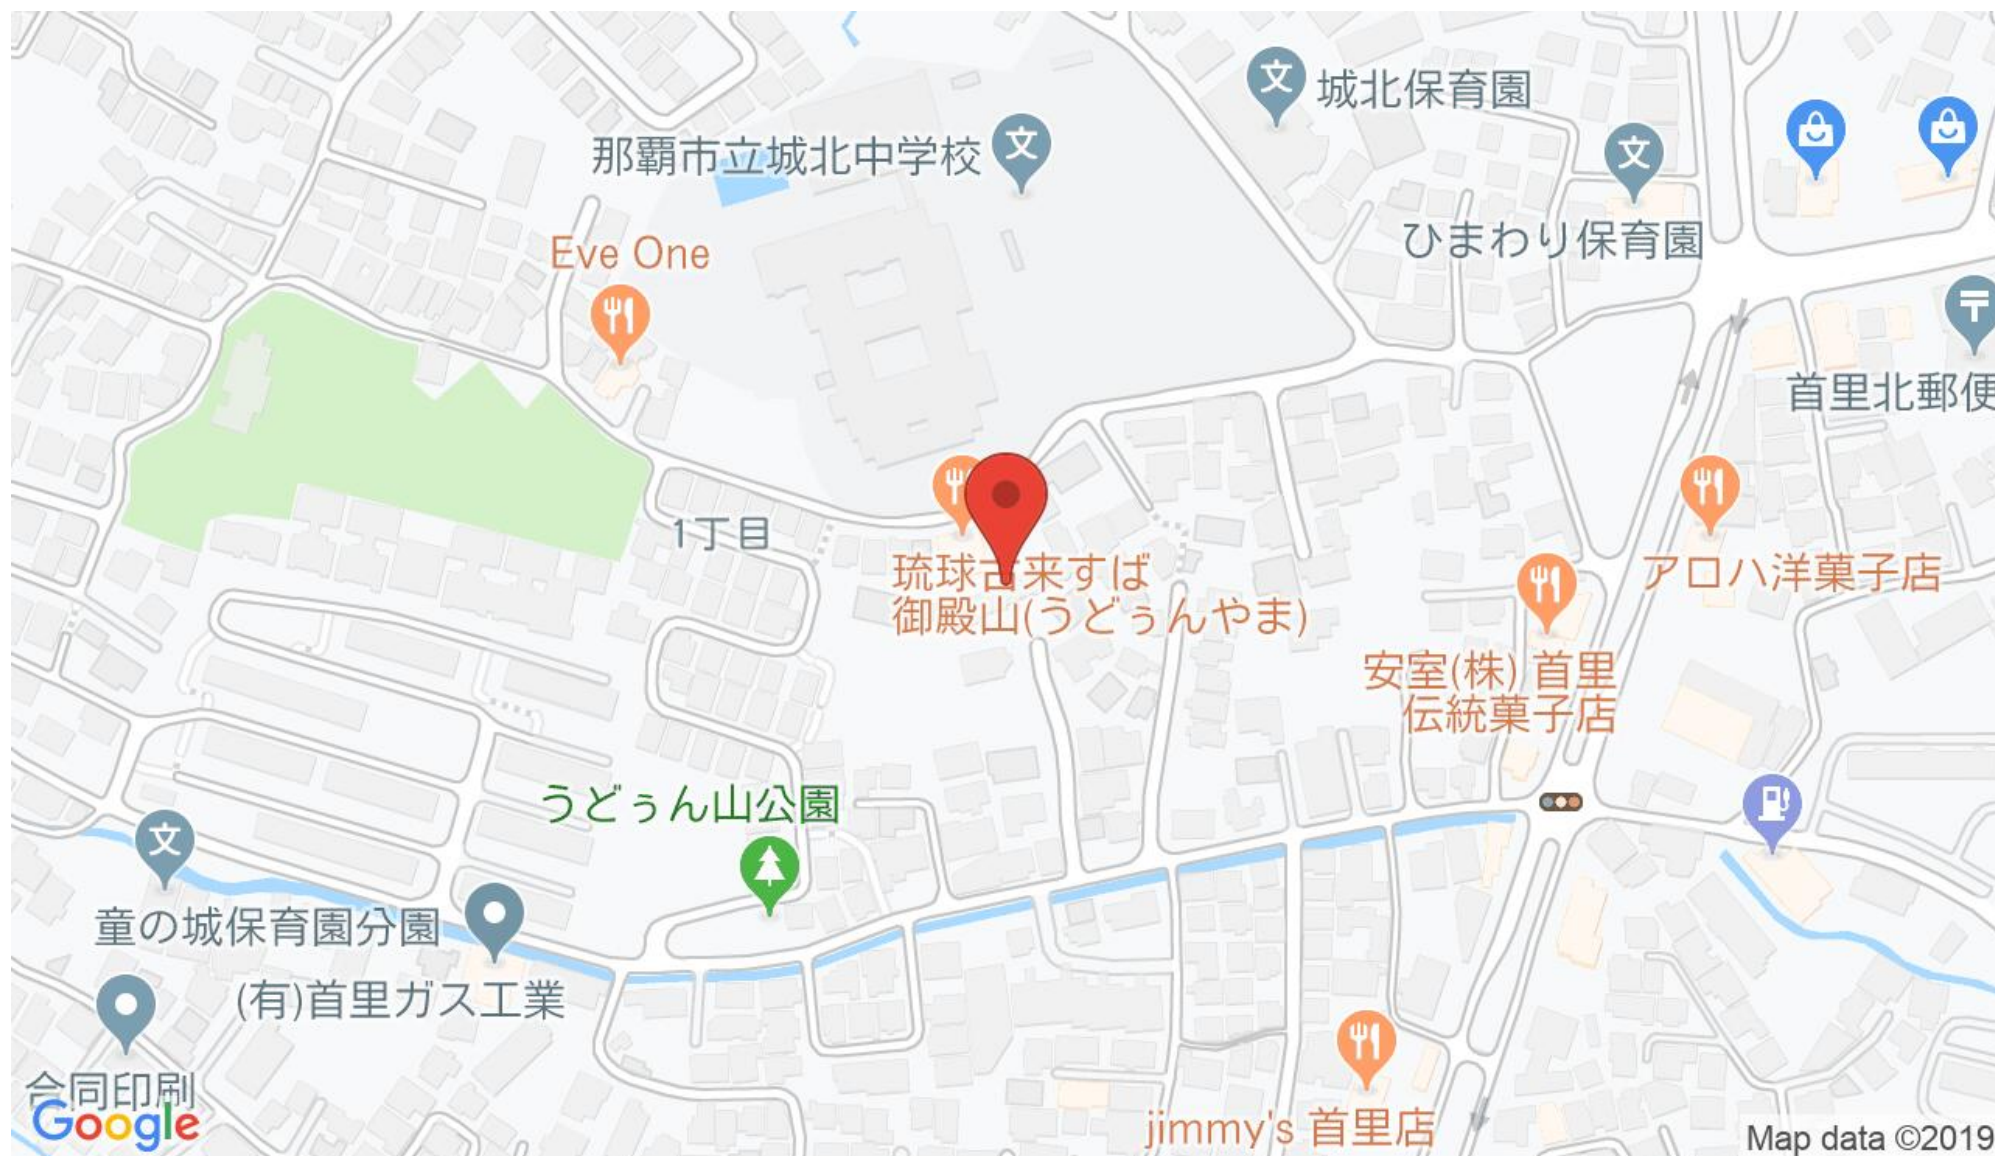 城北保育園
那覇市立城北中学校
ひまわり保育園
Eve One
首里北郵便
1丁目
琉球古来すば
御殿山(うどぅんやま)
アロハ洋菓子店
安室(株) 首里
伝統菓子店
うどぅん山公園
童の城保育園分園
(有)首里ガス工業
合同印刷
Google
jimmy's 首里店
Map data ©2019